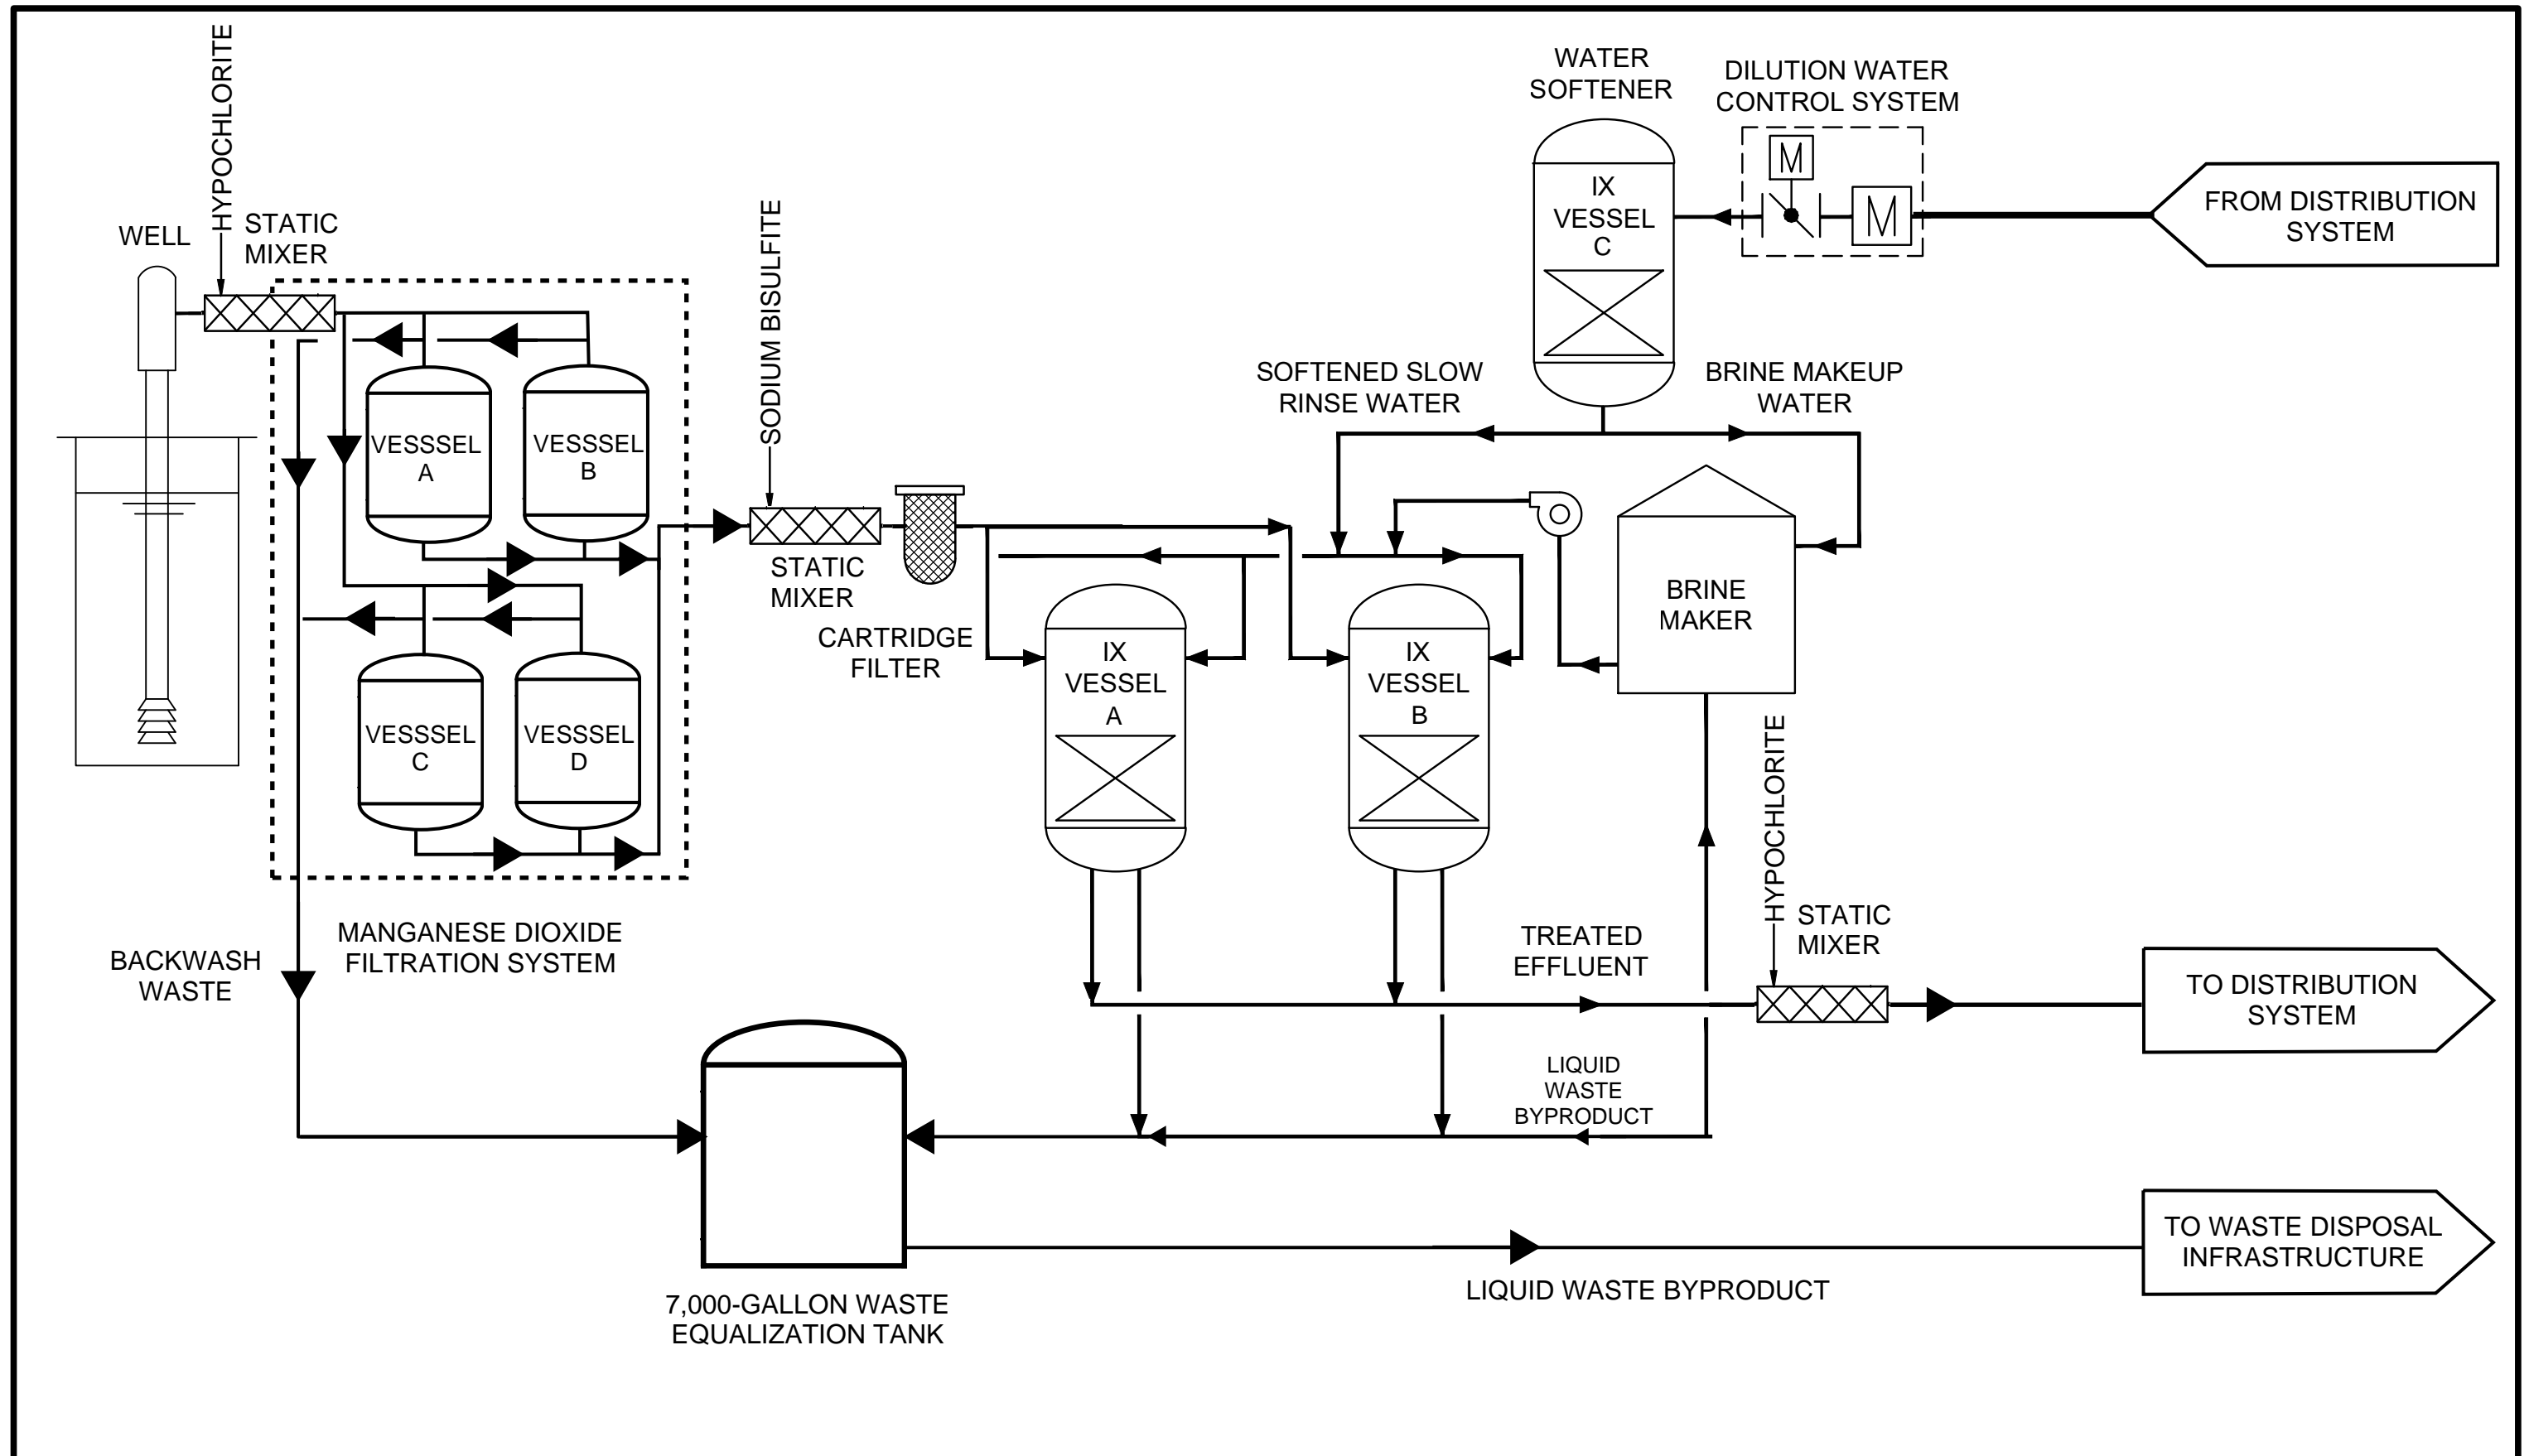 WATER
SOFTENER
DILUTION WATER
CONTROL SYSTEM
M
M
FROM DISTRIBUTION
SYSTEM
IX
VESSEL
C
HYPOCHLORITE
STATIC
MIXER
WELL
SODIUM BISULFITE
SOFTENED SLOW
RINSE WATER
BRINE MAKEUP
WATER
VESSSEL
A
VESSSEL
B
STATIC
MIXER
CARTRIDGE
FILTER
BRINE
MAKER
IX
VESSEL
A
IX
VESSEL
B
VESSSEL
C
VESSSEL
D
HYPOCHLORITE
STATIC
MIXER
MANGANESE DIOXIDE
FILTRATION SYSTEM
BACKWASH
WASTE
TREATED
EFFLUENT
TO DISTRIBUTION
SYSTEM
LIQUID
WASTE
BYPRODUCT
TO WASTE DISPOSAL
INFRASTRUCTURE
LIQUID WASTE BYPRODUCT
7,000-GALLON WASTE
EQUALIZATION TANK